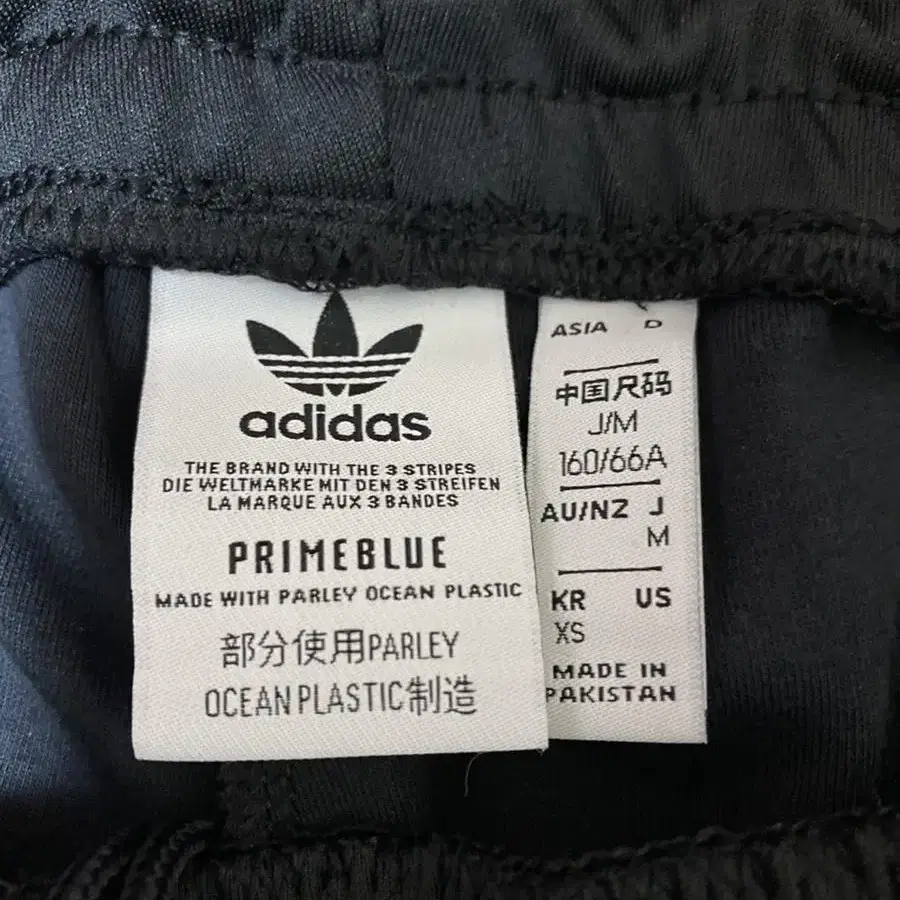 adidas
THE BRAND WITH THE 3 STRIPES
DIE WELTMARKE MIT DEN 3 STREIFEN
LA MARQUE AUX 3 BANDES
PRIMEBLUE
MADE WITH PARLEY OCEAN PLASTIC
部分使用PARLEY
OCEAN PLASTIC制造
ASIA D
中国尺码
J/M
160/66A
AU/NZ J
M
KR US
XS
MADE IN
PAKISTAN